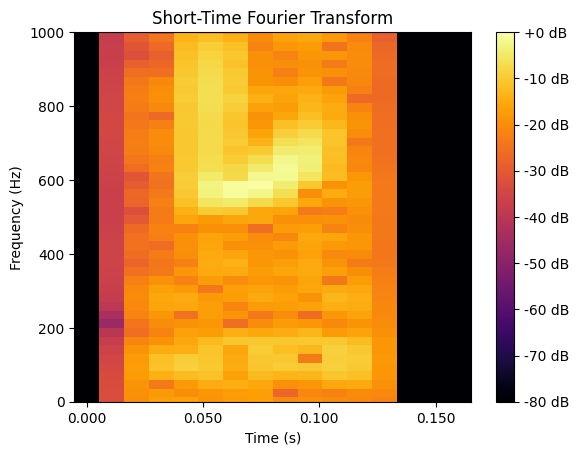 Short-Time Fourier Transform
1000
800
600
400
200
0
Frequency (Hz)
0.000
0.050
0.100
0.150
Time (s)
+0 dB
-10 dB
-20 dB
-30 dB
-40 dB
-50 dB
-60 dB
-70 dB
-80 dB